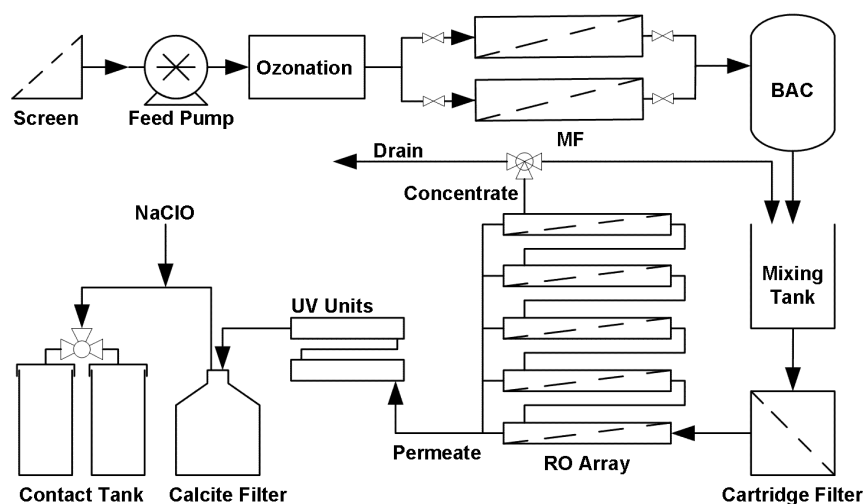 Screen
Feed Pump
Ozonation
MF
BAC
Drain
Concentrate
NaClO
UV Units
Mixing
Tank
Permeate
RO Array
Contact Tank
Calcite Filter
Cartridge Filter